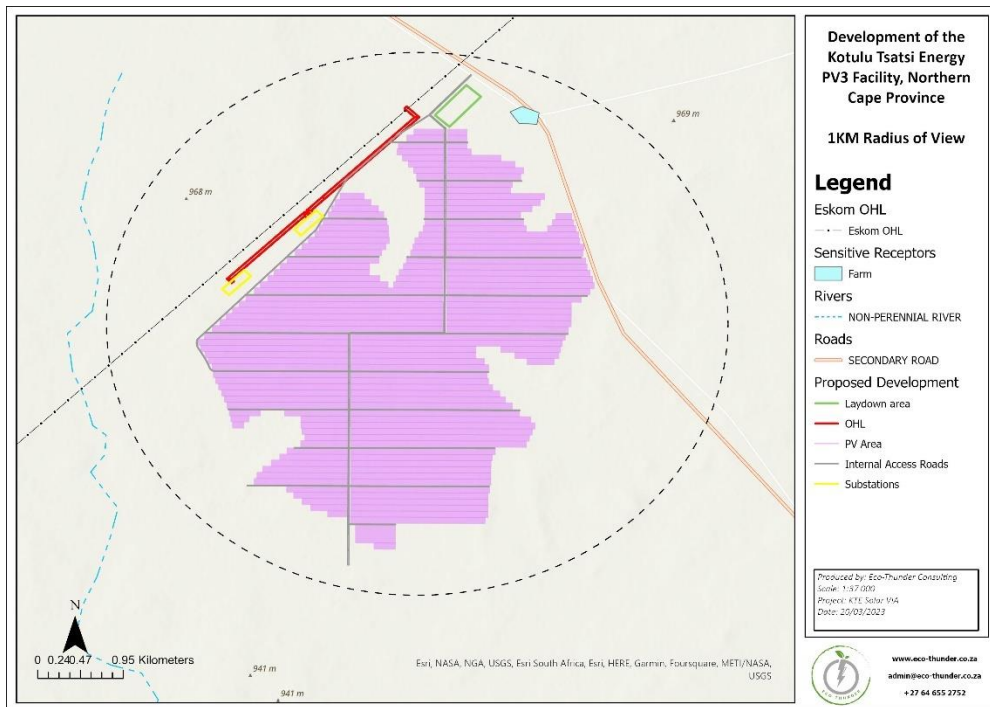 969 m
968 m
N
0 0.240.47 0.95 Kilometers
941 m
941 m
Esri, NASA, NGA, USGS, Esri South Africa, Esri, HERE, Garmin, Foursquare, METI/NASA,
USGS
Development of the
Kotulu Tsatsi Energy
PV3 Facility, Northern
Cape Province
1KM Radius of View
Legend
Eskom OHL
Eskom OHL
Sensitive Receptors
Farm
Rivers
NON-PERENNIAL RIVER
Roads
SECONDARY ROAD
Proposed Development
Laydown area
OHL
PV Area
Internal Access Roads
Substations
Produced by: Eco-Thunder Consulting
Scale: 1:37 000
Project: KTE Solar VIA
Date: 20/03/2023
ECO THUNDER
www.eco-thunder.co.za
admin@eco-thunder.co.za
+27 64 655 2752